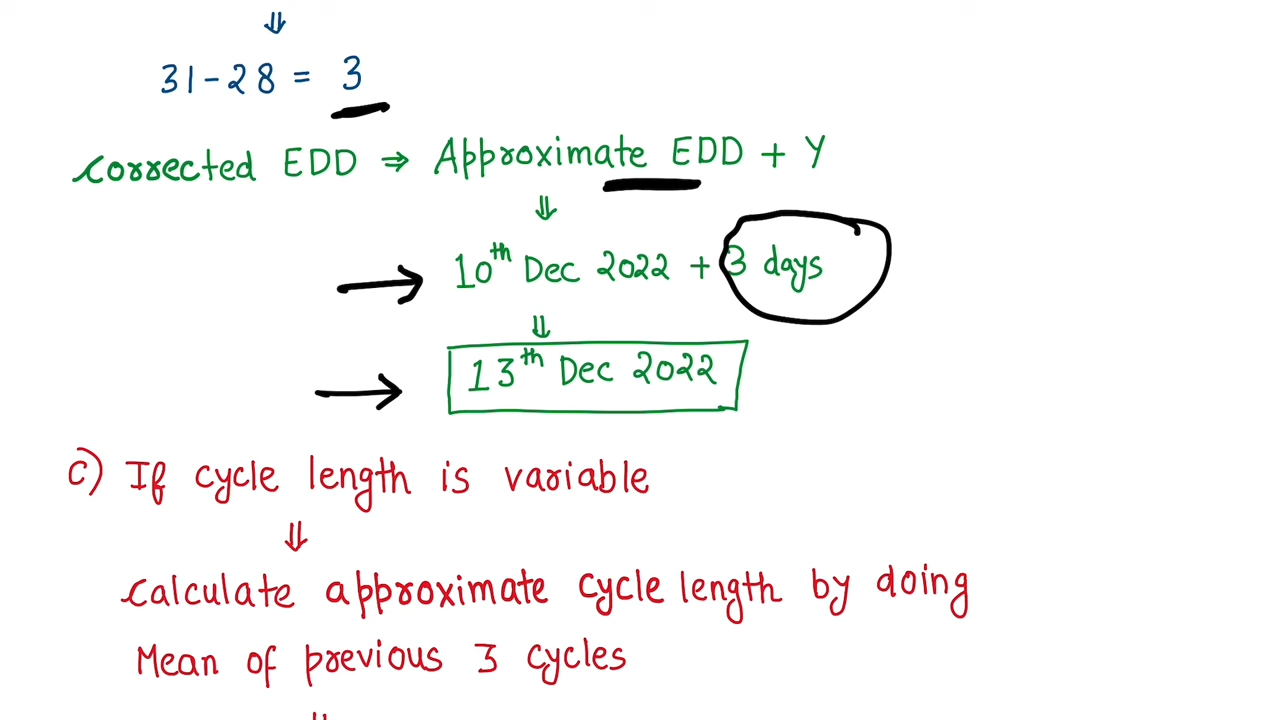 ⇓
31-28 = 3
corrected EDD ⇒ Approximate EDD + Y
⇓
→ 10th Dec 2022 + 3 days
⇓
→ 13th Dec 2022
c) If cycle length is variable
⇓
calculate approximate cycle length by doing
Mean of previous 3 cycles